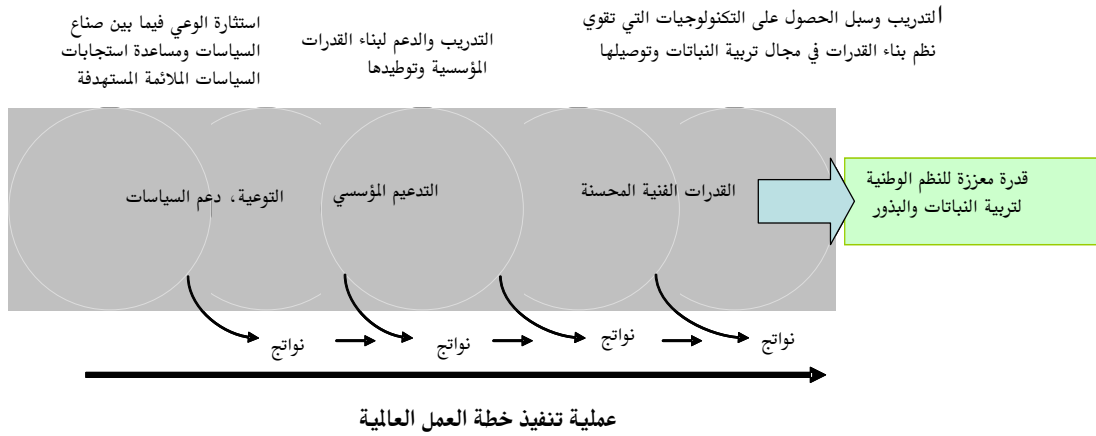 استثارة الوعي فيما بين صناع
السياسات ومساعدة استجابات
السياسات الملائمة المستهدفة
التدريب والدعم لبناء القدرات
المؤسسية وتوطيدها
التدريب وسبل الحصول على التكنولوجيات التي تقوي
نظم بناء القدرات في مجال تربية النباتات وتوصيلها
التوعية، دعم السياسات
التدعيم المؤسسي
القدرات الفنية المحسنة
قدرة معززة للنظم الوطنية
لتربية النباتات والبذور
نواتج
نواتج
نواتج
نواتج
عملية تنفيذ خطة العمل العالمية